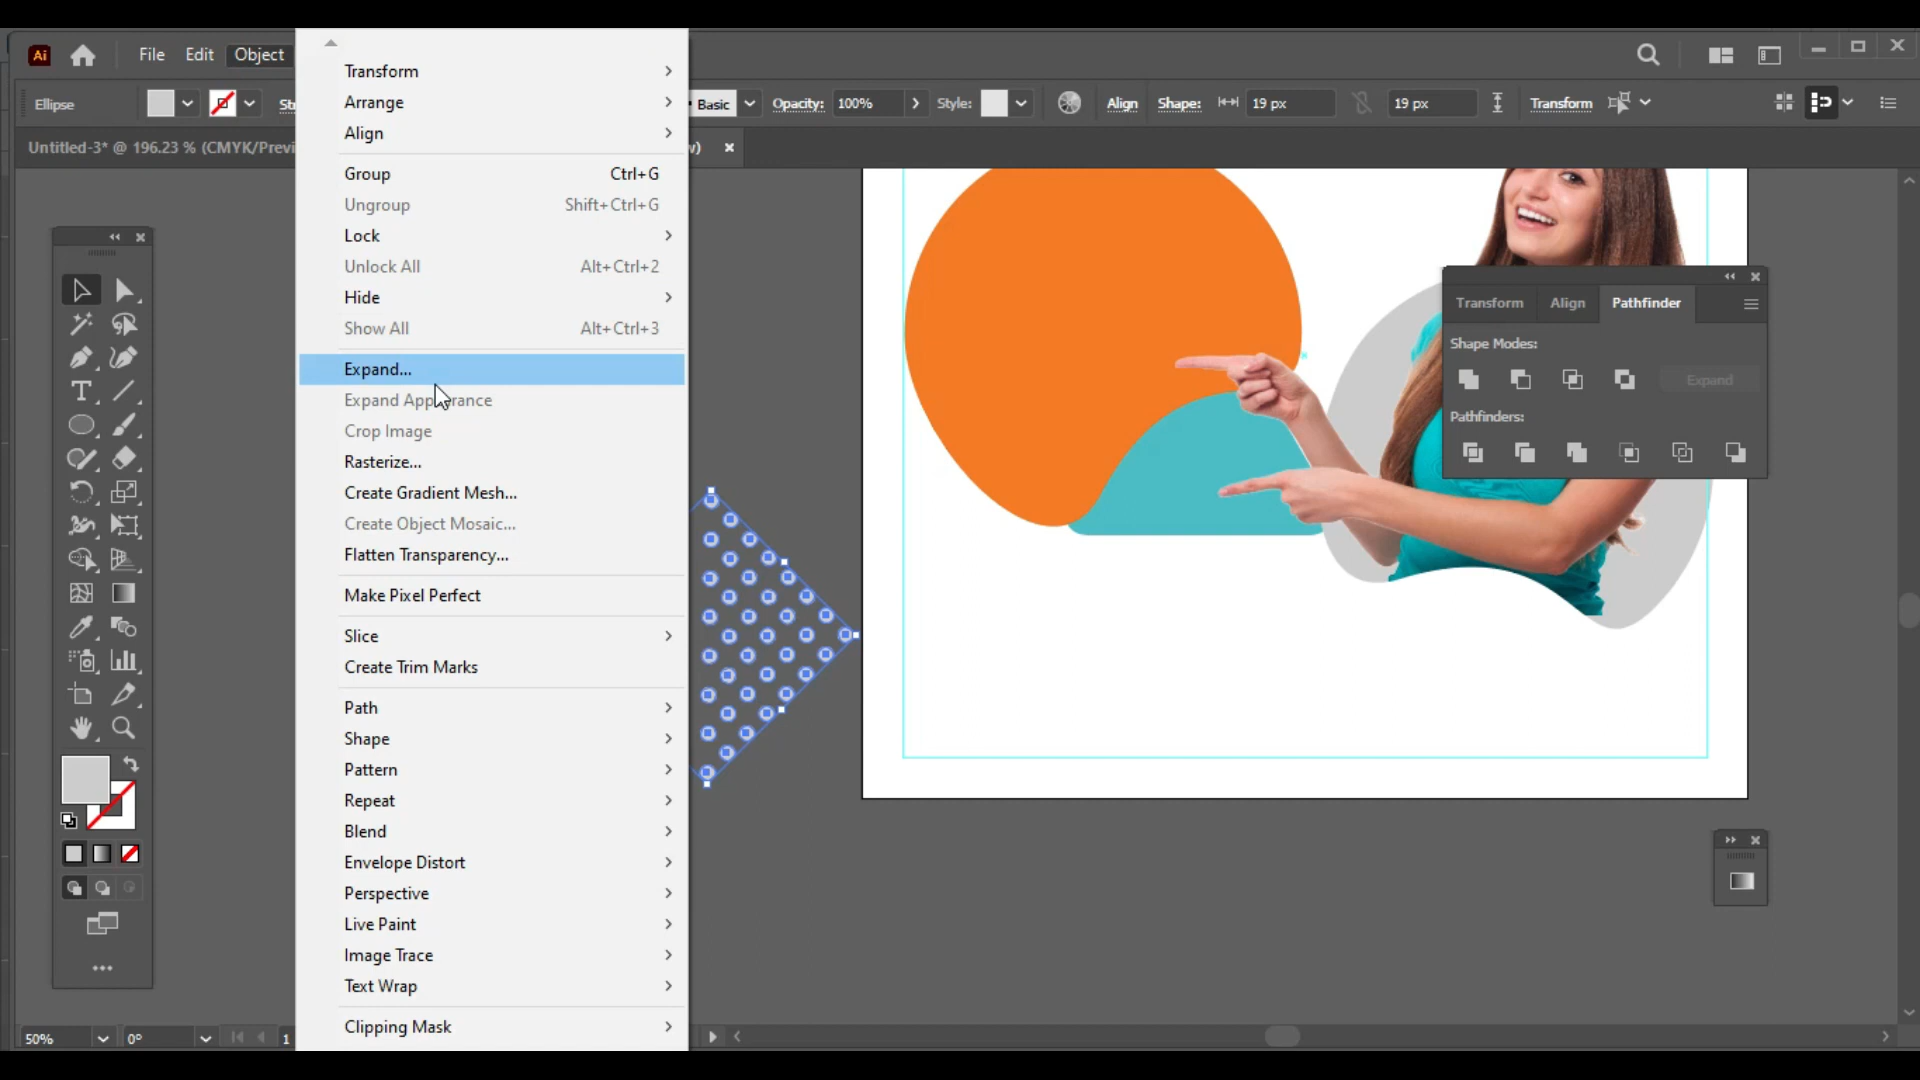 Ai File Edit Object
Ellipse Str Basic Opacity: 100% Style: Align Shape: 19 px 19 px Transform
Untitled-3* @ 196.23 % (CMYK/Previ w)
Transform
Arrange
Align
Group Ctrl+G
Ungroup Shift+Ctrl+G
Lock
Unlock All Alt+Ctrl+2
Hide
Show All Alt+Ctrl+3
Expand...
Expand Appearance
Crop Image
Rasterize...
Create Gradient Mesh...
Create Object Mosaic...
Flatten Transparency...
Make Pixel Perfect
Slice
Create Trim Marks
Path
Shape
Pattern
Repeat
Blend
Envelope Distort
Perspective
Live Paint
Image Trace
Text Wrap
Clipping Mask
Transform Align Pathfinder
Shape Modes:
Expand
Pathfinders:
50% 0° 1